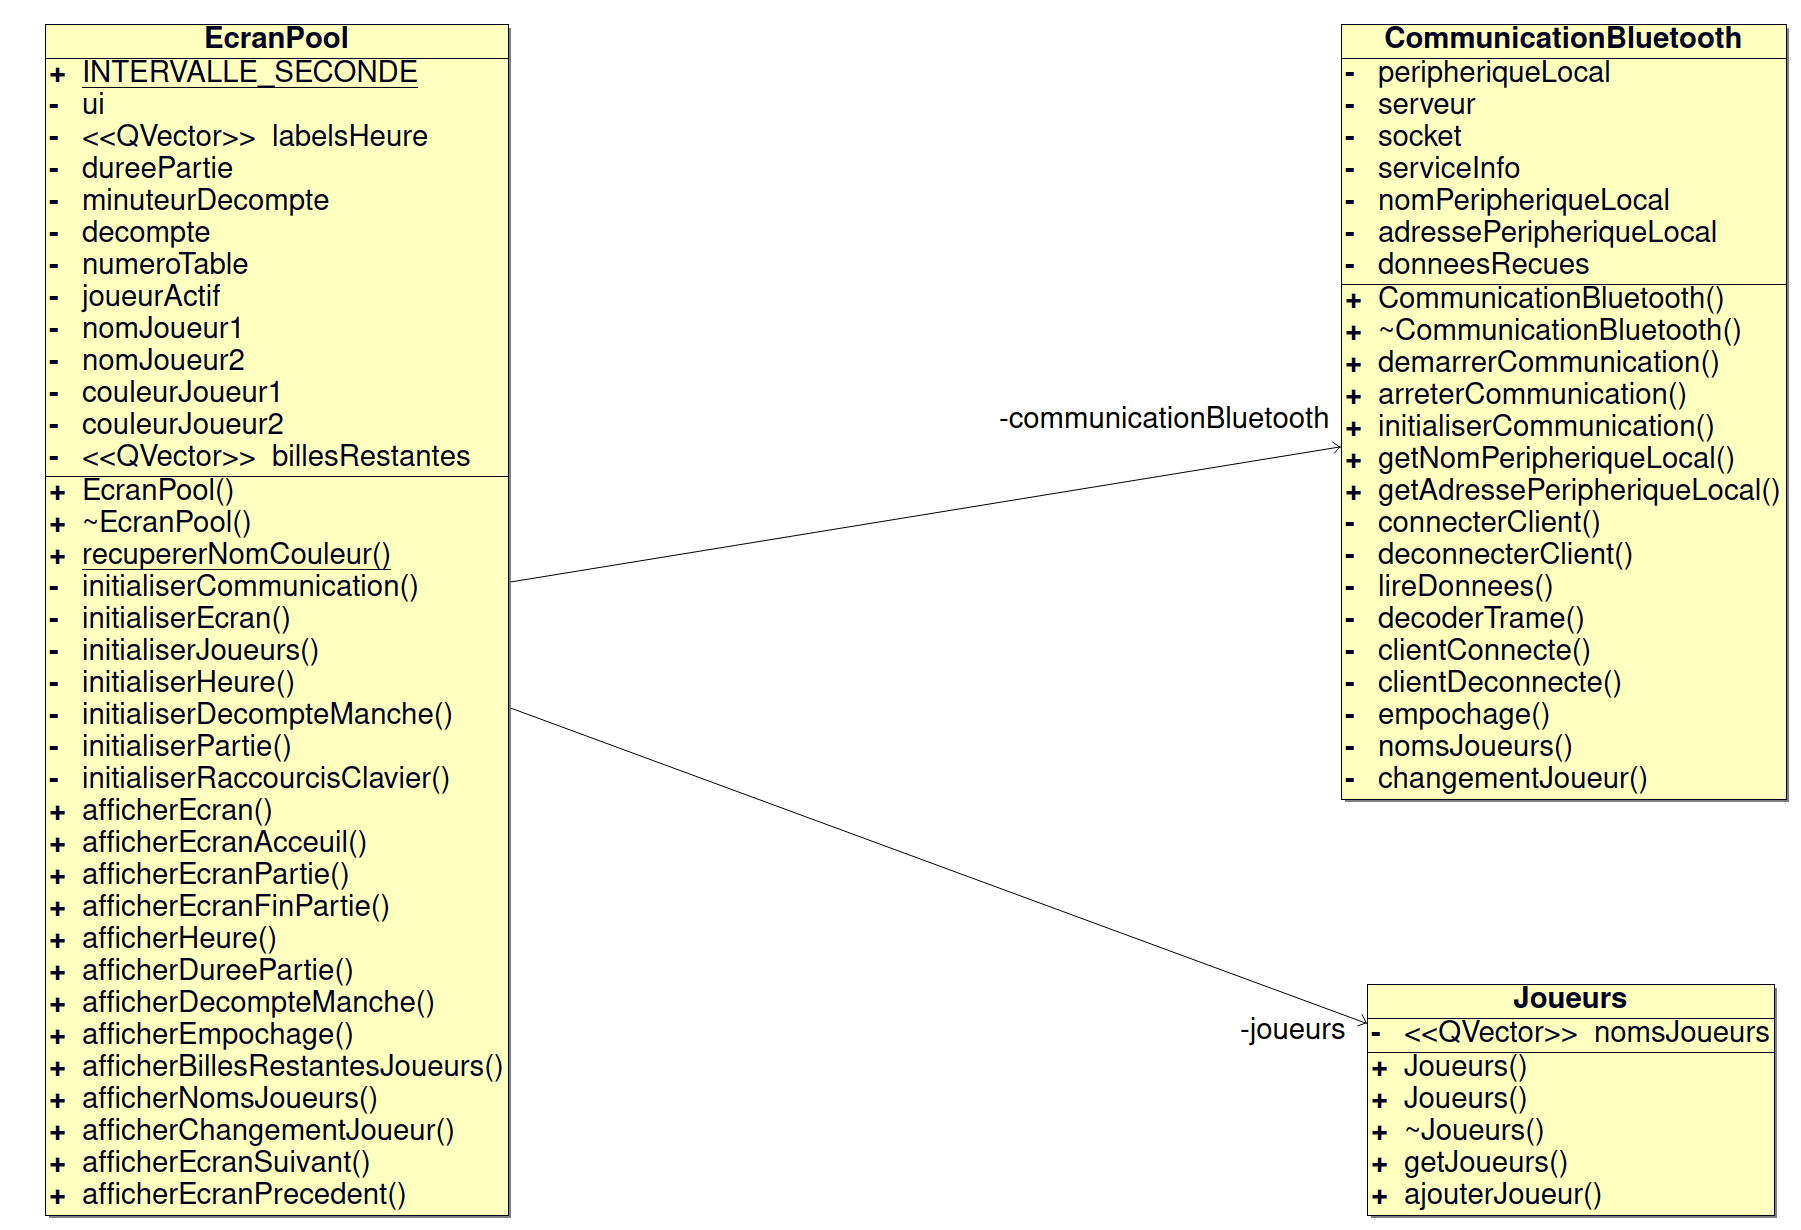 EcranPool
+ INTERVALLE_SECONDE
- ui
- <<QVector>> labelsHeure
- dureePartie
- minuteurDecompte
- decompte
- numeroTable
- joueurActif
- nomJoueur1
- nomJoueur2
- couleurJoueur1
- couleurJoueur2
- <<QVector>> billesRestantes
+ EcranPool()
+ ~EcranPool()
+ recupererNomCouleur()
- initialiserCommunication()
- initialiserEcran()
- initialiserJoueurs()
- initialiserHeure()
- initialiserDecompteManche()
- initialiserPartie()
- initialiserRaccourcisClavier()
+ afficherEcran()
+ afficherEcranAcceuil()
+ afficherEcranPartie()
+ afficherEcranFinPartie()
+ afficherHeure()
+ afficherDureePartie()
+ afficherDecompteManche()
+ afficherEmpochage()
+ afficherBillesRestantesJoueurs()
+ afficherNomsJoueurs()
+ afficherChangementJoueur()
+ afficherEcranSuivant()
+ afficherEcranPrecedent()
-communicationBluetooth
-joueurs
CommunicationBluetooth
- peripheriqueLocal
- serveur
- socket
- serviceInfo
- nomPeripheriqueLocal
- adressePeripheriqueLocal
- donneesRecues
+ CommunicationBluetooth()
+ ~CommunicationBluetooth()
+ demarrerCommunication()
+ arreterCommunication()
+ initialiserCommunication()
+ getNomPeripheriqueLocal()
+ getAdressePeripheriqueLocal()
- connecterClient()
- deconnecterClient()
- lireDonnees()
- decoderTrame()
- clientConnecte()
- clientDeconnecte()
- empochage()
- nomsJoueurs()
- changementJoueur()
Joueurs
- <<QVector>> nomsJoueurs
+ Joueurs()
+ Joueurs()
+ ~Joueurs()
+ getJoueurs()
+ ajouterJoueur()